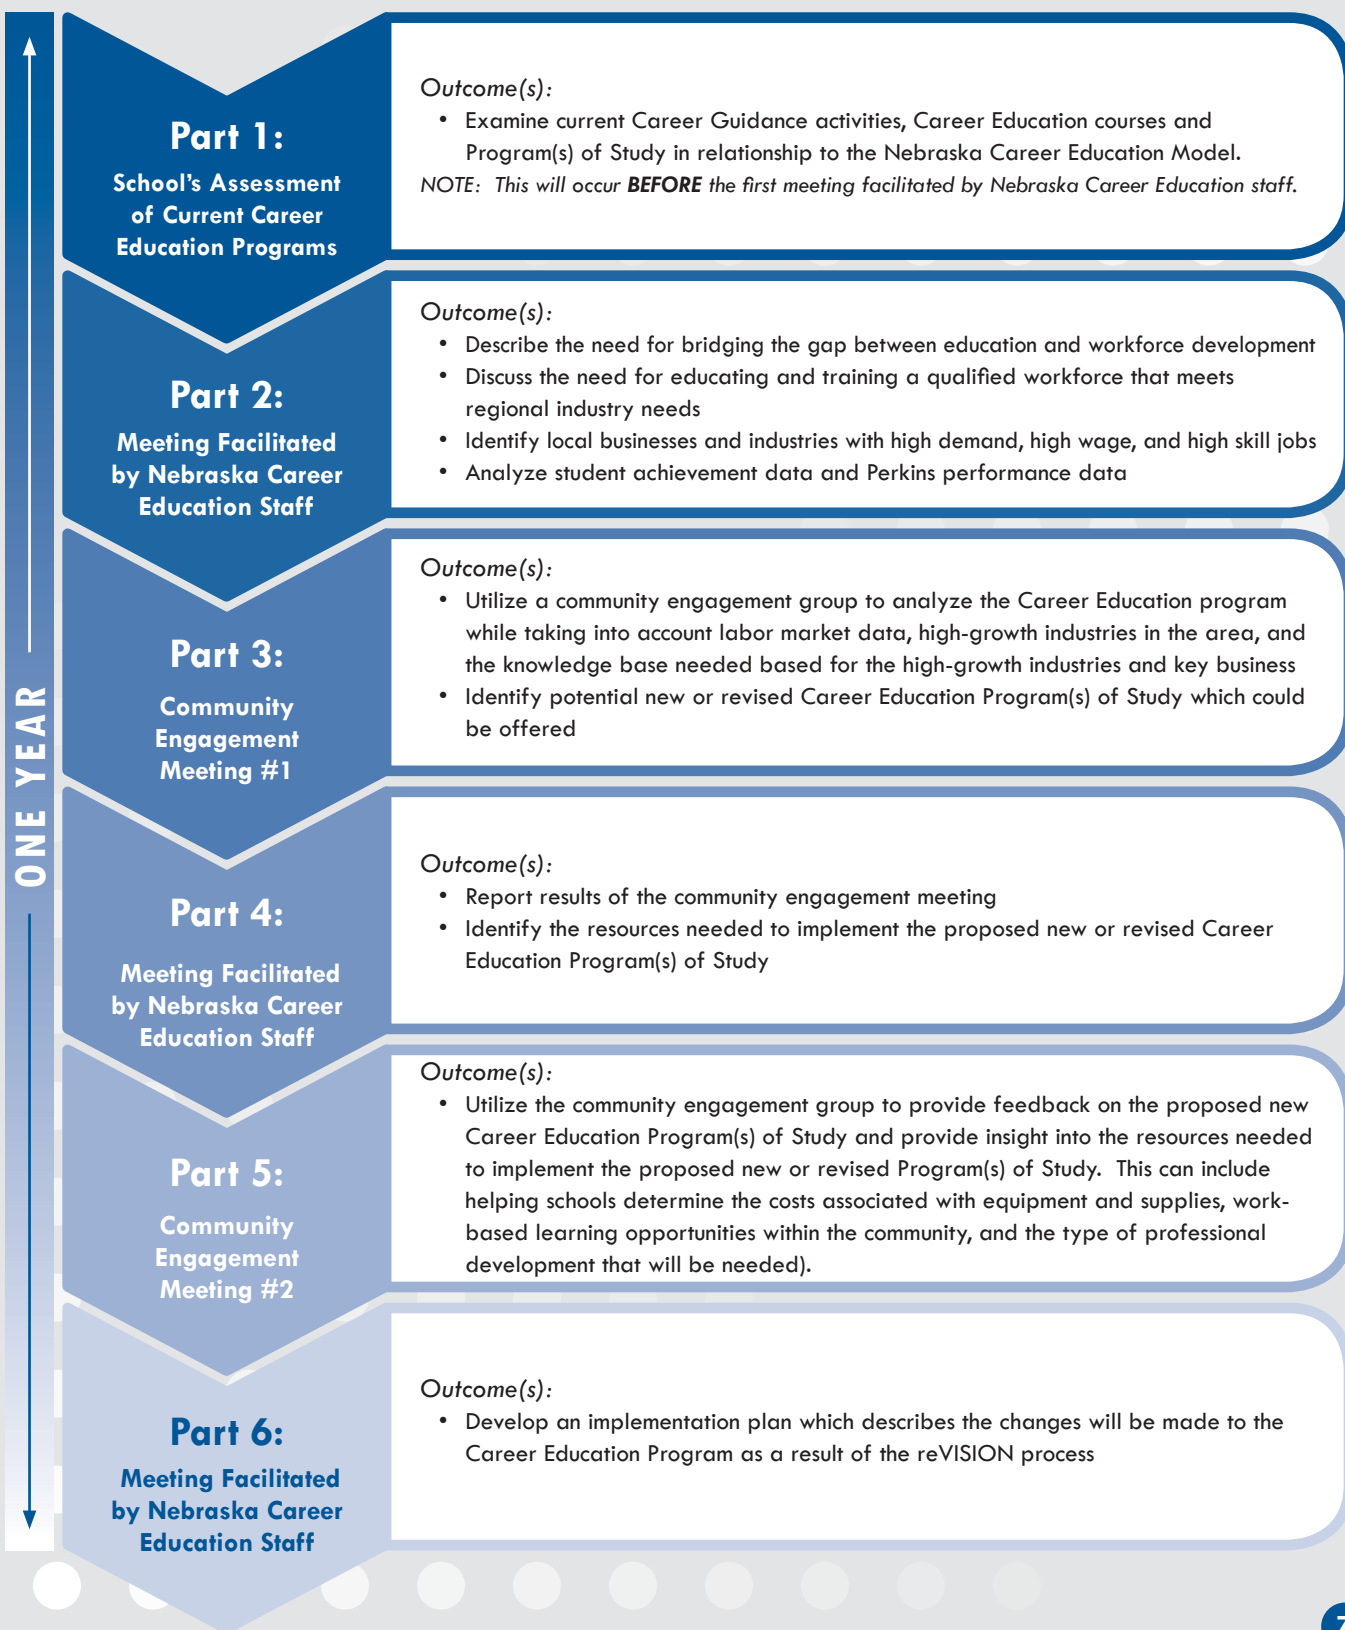 ONE YEAR
Part 1:
School's Assessment
of Current Career
Education Programs
Outcome(s):
• Examine current Career Guidance activities, Career Education courses and
Program(s) of Study in relationship to the Nebraska Career Education Model.
NOTE:  This will occur BEFORE the first meeting facilitated by Nebraska Career Education staff.
Part 2:
Meeting Facilitated
by Nebraska Career
Education Staff
Outcome(s):
• Describe the need for bridging the gap between education and workforce development
• Discuss the need for educating and training a qualified workforce that meets
regional industry needs
• Identify local businesses and industries with high demand, high wage, and high skill jobs
• Analyze student achievement data and Perkins performance data
Part 3:
Community
Engagement
Meeting #1
Outcome(s):
• Utilize a community engagement group to analyze the Career Education program
while taking into account labor market data, high-growth industries in the area, and
the knowledge base needed based for the high-growth industries and key business
• Identify potential new or revised Career Education Program(s) of Study which could
be offered
Part 4:
Meeting Facilitated
by Nebraska Career
Education Staff
Outcome(s):
• Report results of the community engagement meeting
• Identify the resources needed to implement the proposed new or revised Career
Education Program(s) of Study
Part 5:
Community
Engagement
Meeting #2
Outcome(s):
• Utilize the community engagement group to provide feedback on the proposed new
Career Education Program(s) of Study and provide insight into the resources needed
to implement the proposed new or revised Program(s) of Study.  This can include
helping schools determine the costs associated with equipment and supplies, work-
based learning opportunities within the community, and the type of professional
development that will be needed).
Part 6:
Meeting Facilitated
by Nebraska Career
Education Staff
Outcome(s):
• Develop an implementation plan which describes the changes will be made to the
Career Education Program as a result of the reVISION process